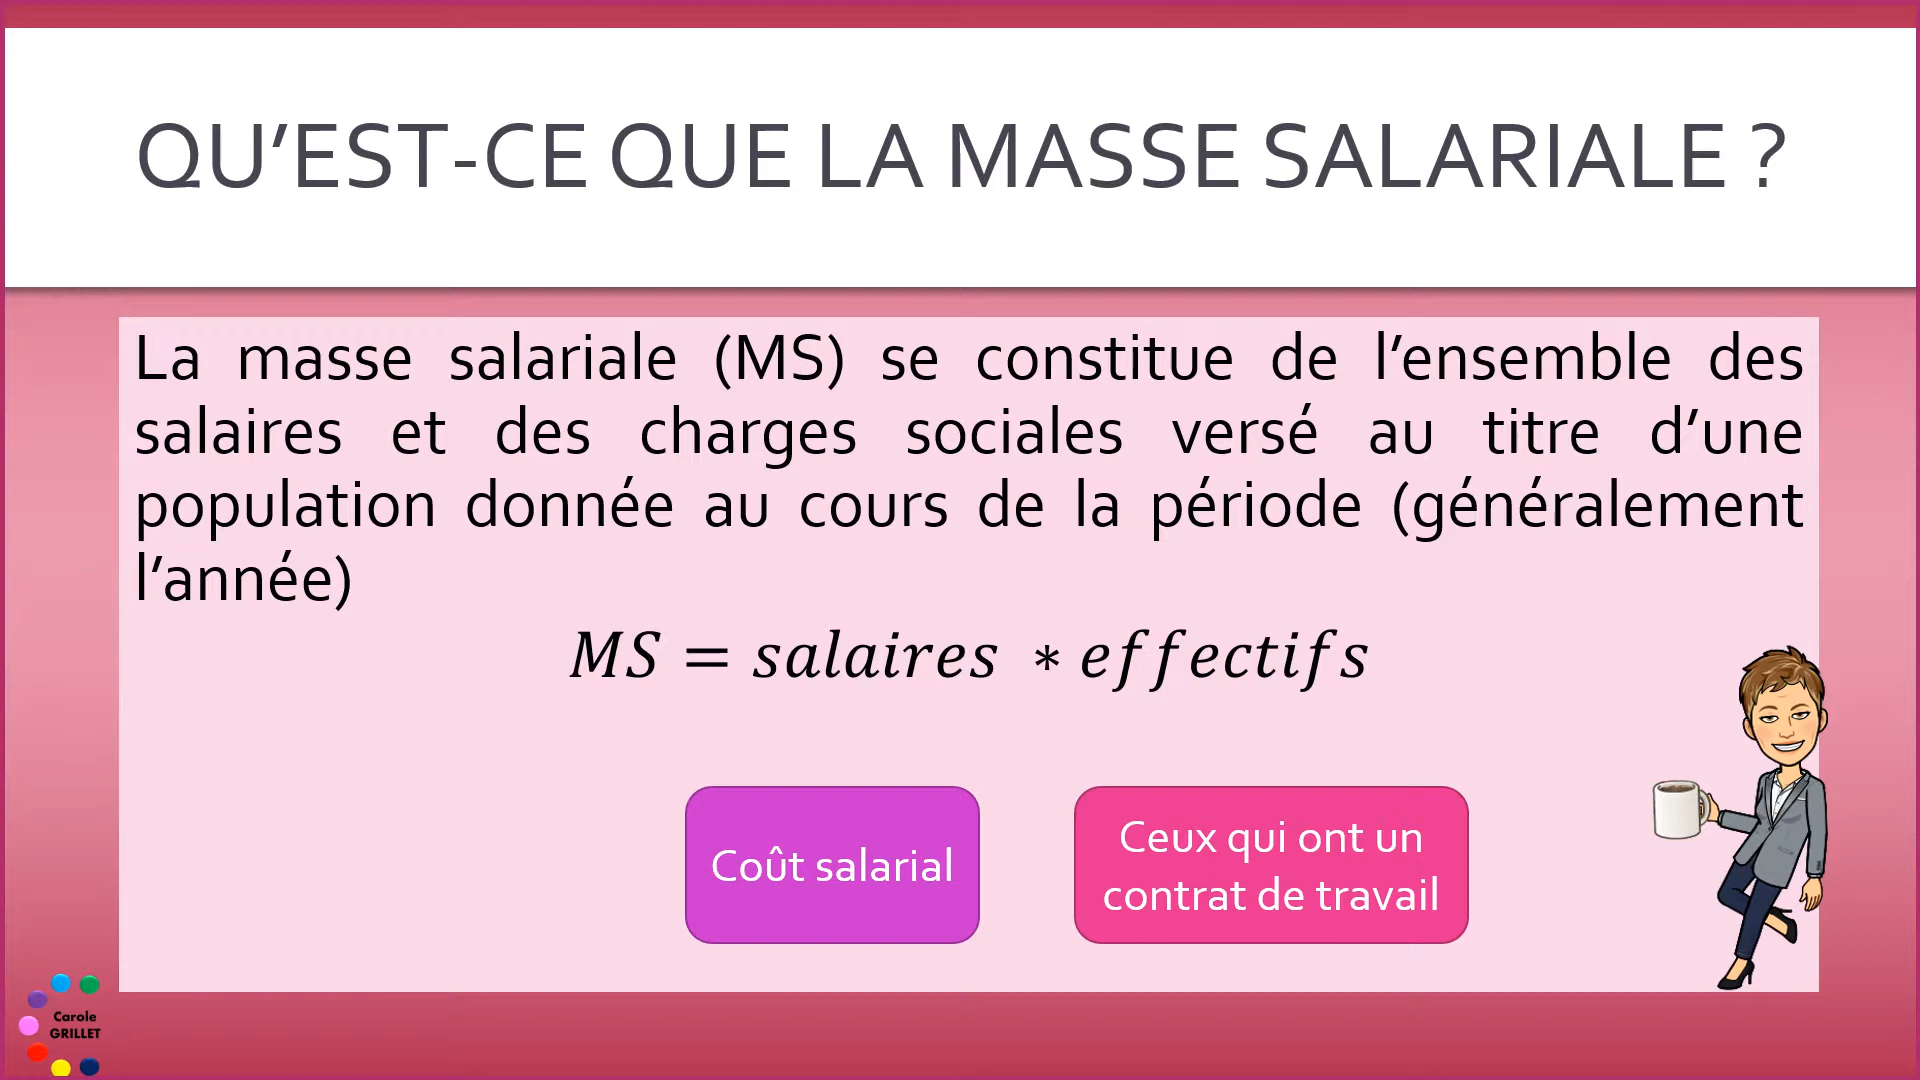 QU’EST-CE QUE LA MASSE SALARIALE ?
La masse salariale (MS) se constitue de l’ensemble des
salaires et des charges sociales versé au titre d’une
population donnée au cours de la période (généralement
l’année)
MS = salaires * effectifs
Coût salarial
Ceux qui ont un
contrat de travail
Carole
GRILLET